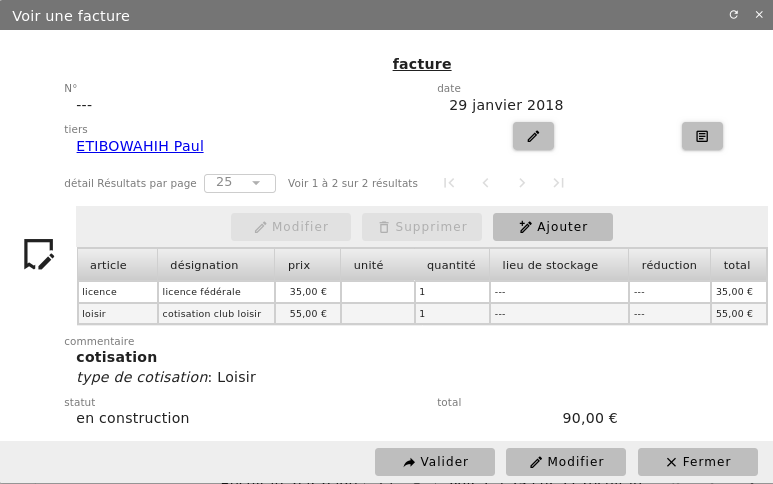 Voir une facture
facture
N°
---
date
29 janvier 2018
tiers
ETIBOWAHIH Paul
détail Résultats par page 25 Voir 1 à 2 sur 2 résultats
Modifier Supprimer Ajouter
article désignation prix unité quantité lieu de stockage réduction total
licence licence fédérale 35,00 € 1 --- --- 35,00 €
loisir cotisation club loisir 55,00 € 1 --- --- 55,00 €
commentaire
cotisation
type de cotisation: Loisir
statut
en construction
total
90,00 €
Valider Modifier Fermer